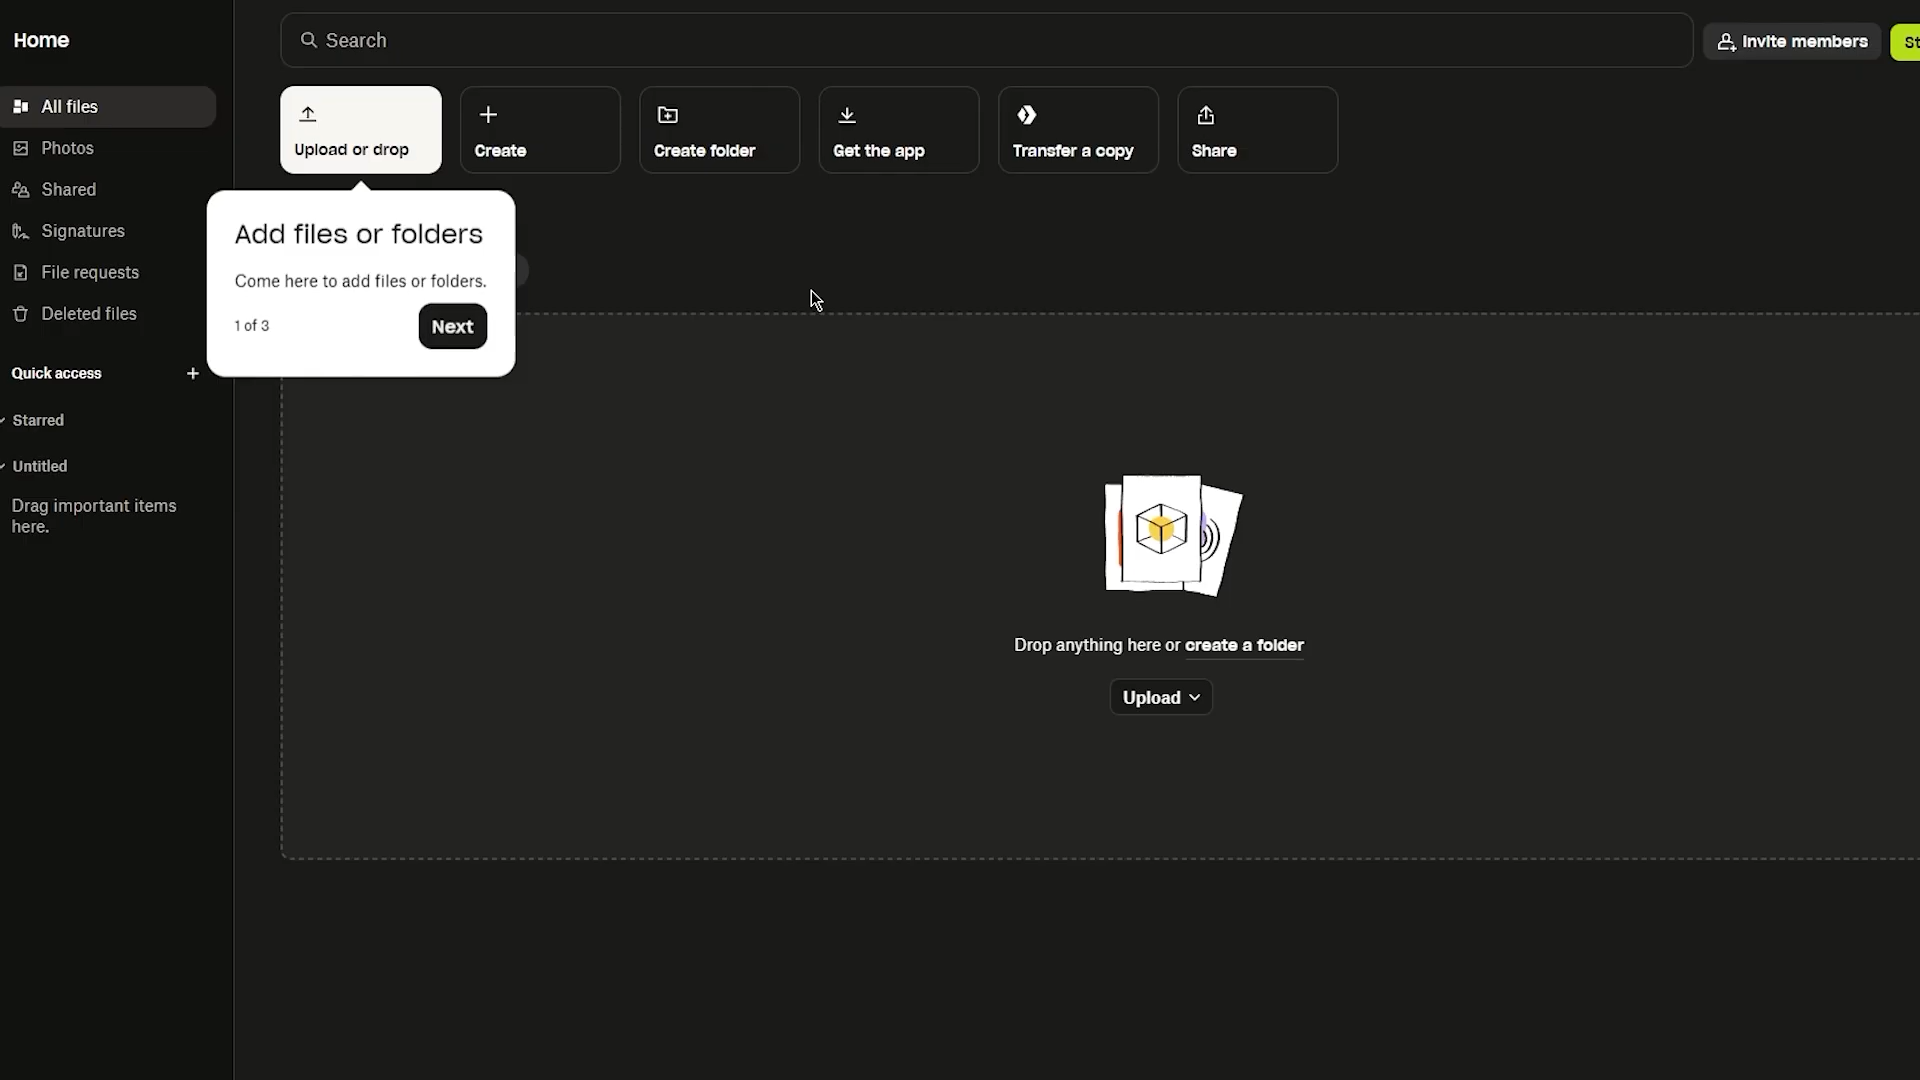 Home
Search
Invite members
St
All files
Photos
Shared
Signatures
File requests
Deleted files
Quick access
Starred
Untitled
Drag important items
here.
Upload or drop
Create
Create folder
Get the app
Transfer a copy
Share
Add files or folders
Come here to add files or folders.
1 of 3
Next
Drop anything here or create a folder
Upload